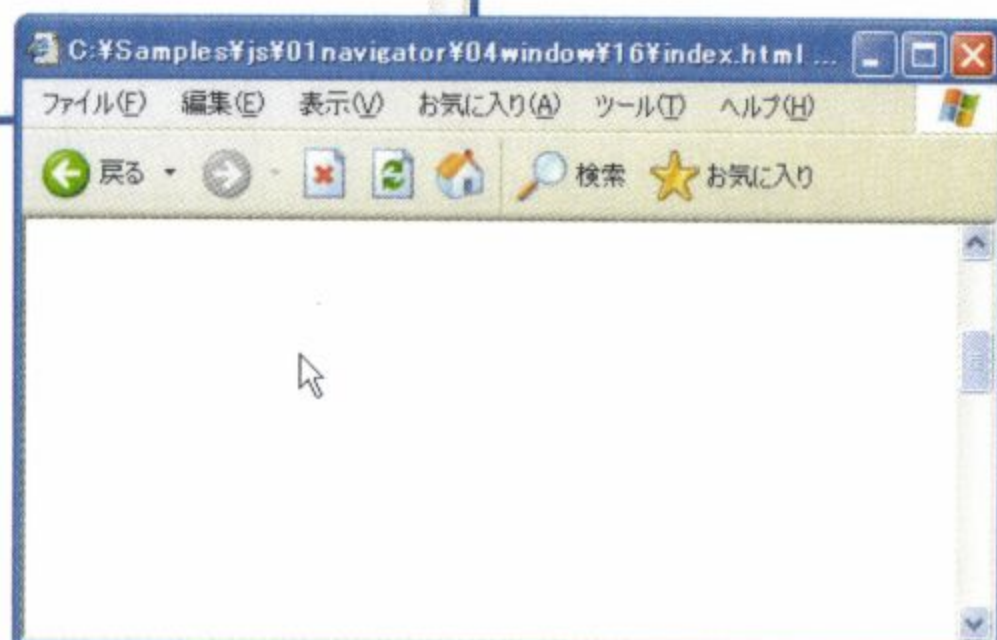 C:¥Samples¥js¥01navigator¥04window¥16¥index.html ...
ファイル(F) 編集(E) 表示(V) お気に入り(A) ツール(T) ヘルプ(H)
戻る 検索 お気に入り